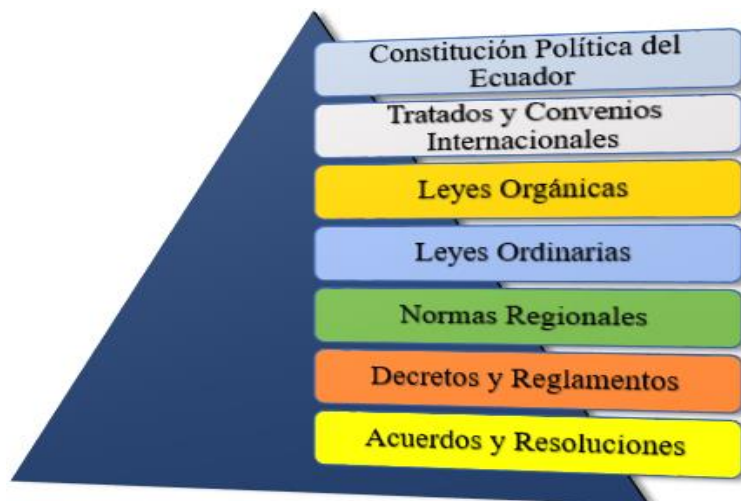 Constitución Política del
Ecuador
Tratados y Convenios
Internacionales
Leyes Orgánicas
Leyes Ordinarias
Normas Regionales
Decretos y Reglamentos
Acuerdos y Resoluciones